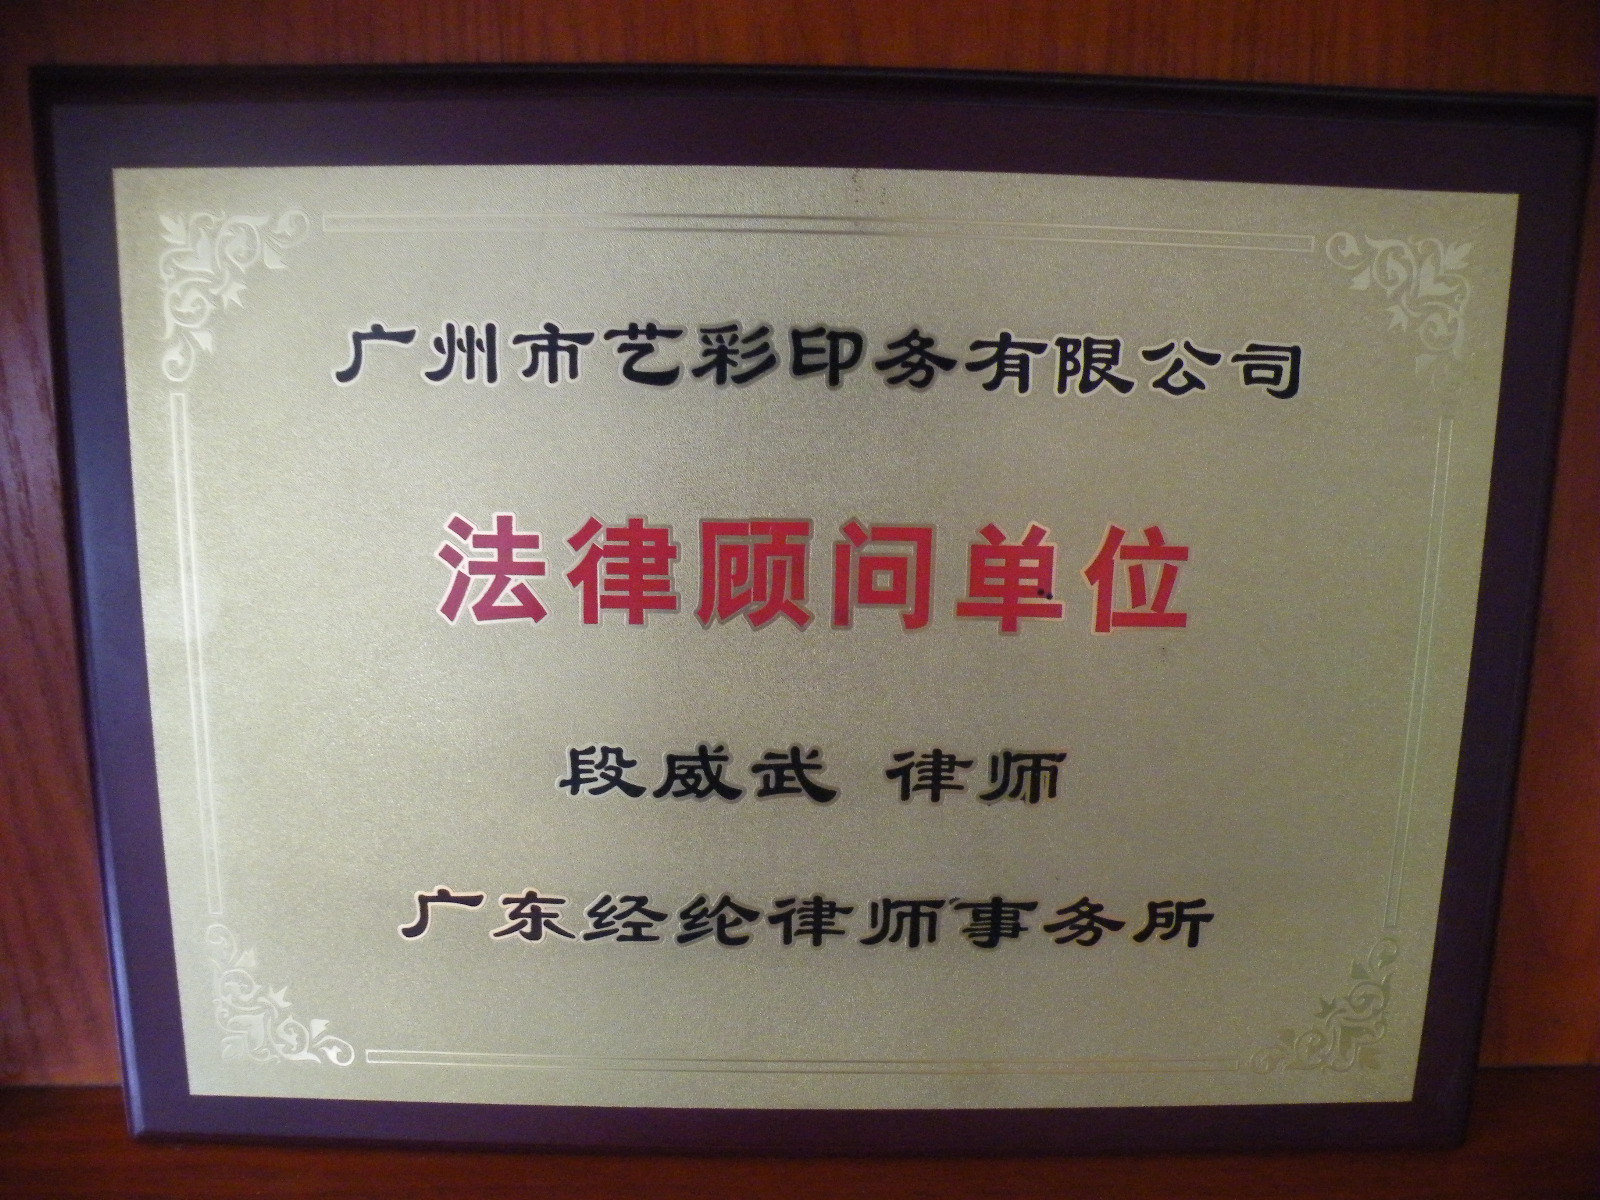 广州市艺彩印务有限公司
法律顾问单位
段威武 律师
广东经纶律师事务所